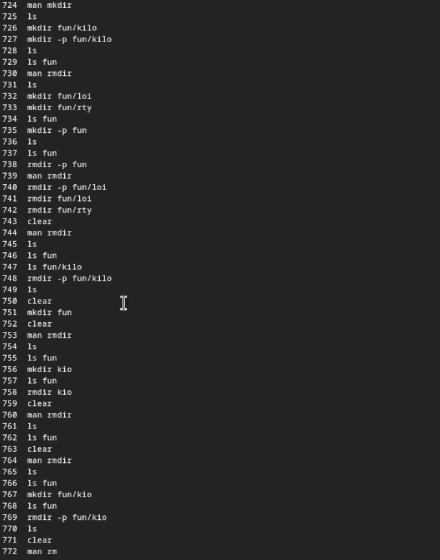 724 man mkdir
725 ls
726 mkdir fun/kilo
727 mkdir -p fun/kilo
728 ls
729 ls fun
730 man rmdir
731 ls
732 mkdir fun/loi
733 mkdir fun/rty
734 ls fun
735 mkdir -p fun
736 ls
737 ls fun
738 rmdir -p fun
739 man rmdir
740 rmdir -p fun/loi
741 rmdir fun/loi
742 rmdir fun/rty
743 clear
744 man rmdir
745 ls
746 ls fun
747 ls fun/kilo
748 rmdir -p fun/kilo
749 ls
750 clear
751 mkdir fun
752 clear
753 man rmdir
754 ls
755 ls fun
756 mkdir kio
757 ls fun
758 rmdir kio
759 clear
760 man rmdir
761 ls
762 ls fun
763 clear
764 man rmdir
765 ls
766 ls fun
767 mkdir fun/kio
768 ls fun
769 rmdir -p fun/kio
770 ls
771 clear
772 man rm